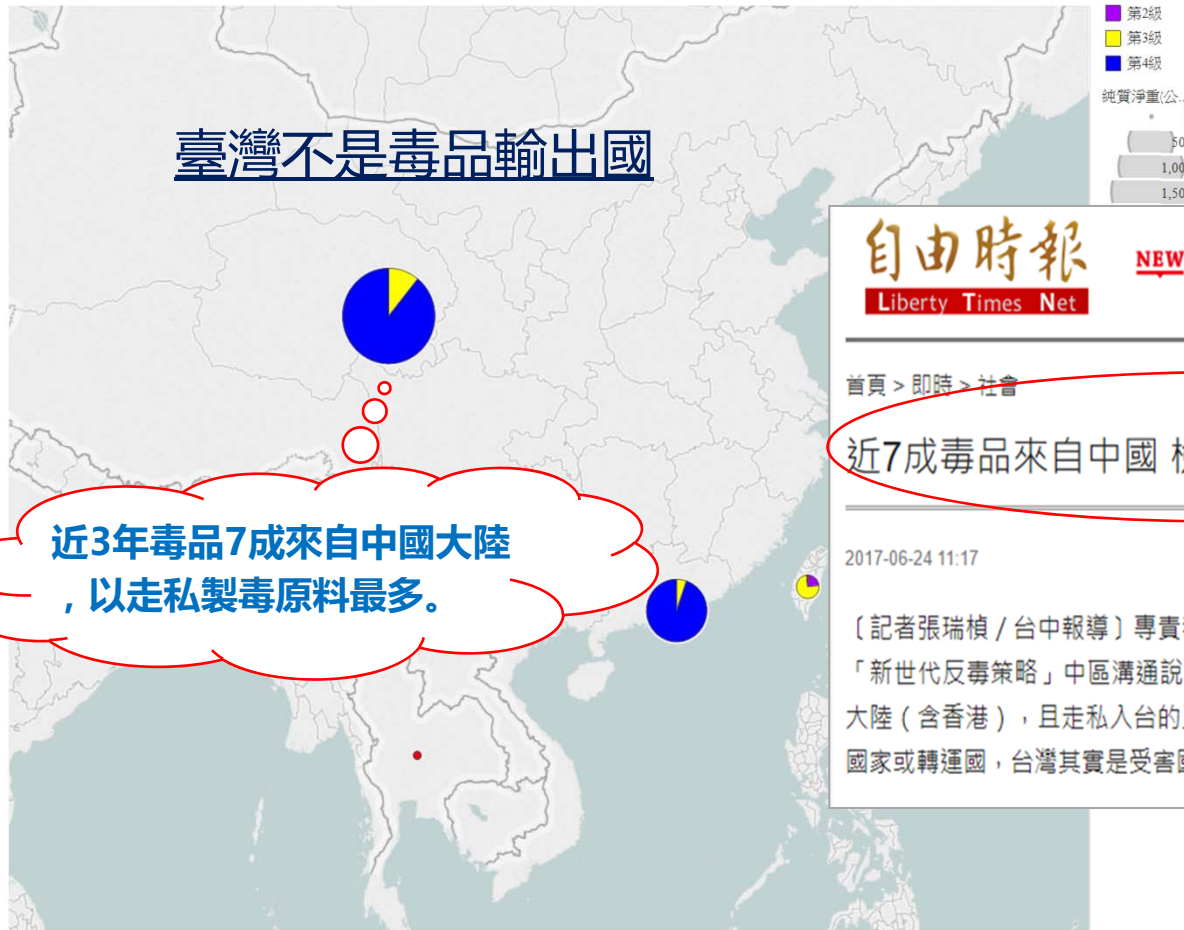 第2級
第3級
第4級
純質淨重(公...
臺灣不是毒品輸出國
自由時報
Liberty Times Net
NEW
首頁 > 即時 > 社會
近7成毒品來自中國
2017-06-24 11:17
〔記者張瑞楨/台中報導〕專責
「新世代反毒策略」中區溝通說
大陸(含香港),且走私入台的
國家或轉運國,台灣其實是受害
近3年毒品7成來自中國大陸
,以走私製毒原料最多。